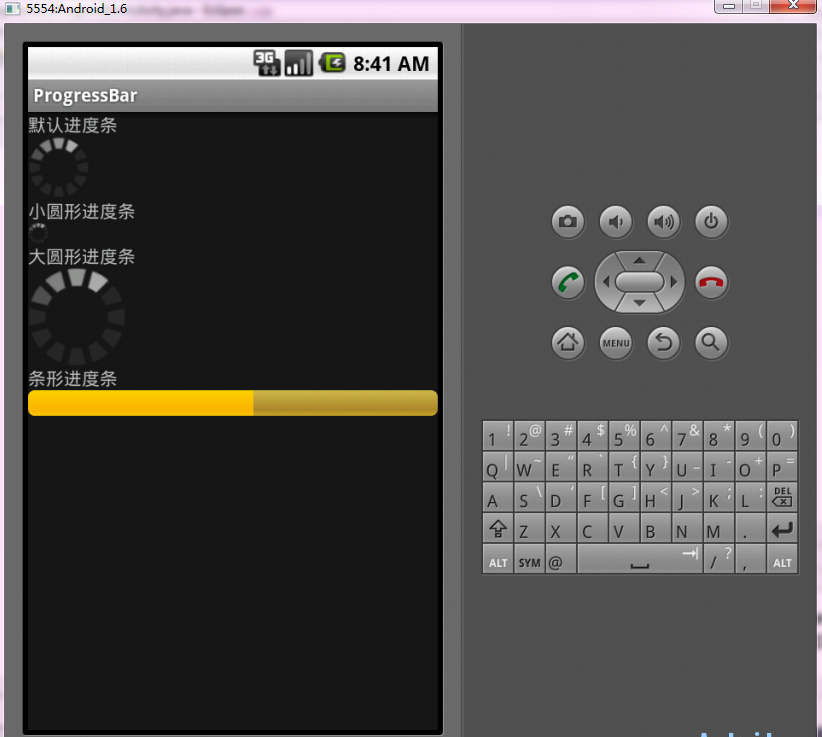 5554:Android_1.6
3G 8:41 AM
ProgressBar
默认进度条
小圆形进度条
大圆形进度条
条形进度条
MENU
1 ! 2 @ 3 # 4 $ 5 % 6 ^ 7 & 8 * 9 ( 0 )
Q | W ~ E “ R ` T { Y } U _ I - O + P =
A S \ D ' F [ G ] H < J > K ; L : DEL
Z X C V B N M .
ALT SYM @ / ? , ALT